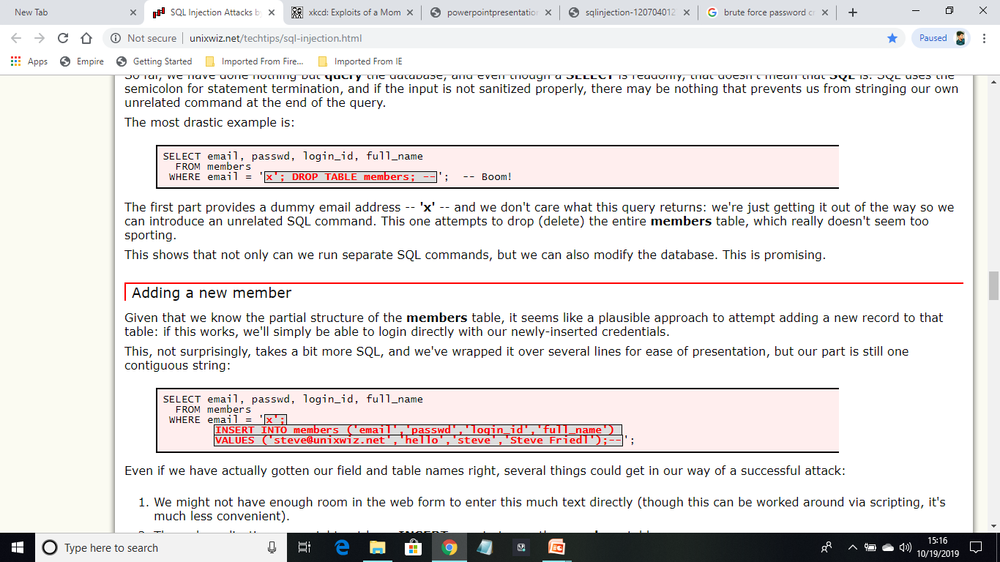 New Tab
SQL Injection Attacks b
xkcd: Exploits of a Mom
powerpointpresentation
sqlinjection-120704012
brute force password cr
Not secure | unixwiz.net/techtips/sql-injection.html
Paused
Apps
Empire
Getting Started
Imported From Fire...
Imported From IE
So far, we have done nothing but query the database, and even though a SELECT is readonly, that doesn't mean that SQL is. SQL uses the
semicolon for statement termination, and if the input is not sanitized properly, there may be nothing that prevents us from stringing our own
unrelated command at the end of the query.
The most drastic example is:
SELECT email, passwd, login_id, full_name
FROM members
WHERE email = 'x'; DROP TABLE members; --'; -- Boom!
The first part provides a dummy email address -- 'x' -- and we don't care what this query returns: we're just getting it out of the way so we
can introduce an unrelated SQL command. This one attempts to drop (delete) the entire members table, which really doesn't seem too
sporting.
This shows that not only can we run separate SQL commands, but we can also modify the database. This is promising.
Adding a new member
Given that we know the partial structure of the members table, it seems like a plausible approach to attempt adding a new record to that
table: if this works, we'll simply be able to login directly with our newly-inserted credentials.
This, not surprisingly, takes a bit more SQL, and we've wrapped it over several lines for ease of presentation, but our part is still one
contiguous string:
SELECT email, passwd, login_id, full_name
FROM members
WHERE email = 'x';
INSERT INTO members ('email','passwd','login_id','full_name')
VALUES ('steve@unixwiz.net','hello','steve','Steve Friedl');--';
Even if we have actually gotten our field and table names right, several things could get in our way of a successful attack:
1. We might not have enough room in the web form to enter this much text directly (though this can be worked around via scripting, it's
much less convenient).
INSERT
Type here to search
15:16
10/19/2019